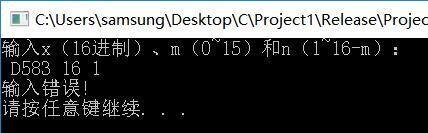 C:\Users\samsung\Desktop\C\Project1\Release\Projec
输入x（16进制）、m（0~15）和n（1~16-m）：
D583 16 1
输入错误!
请按任意键继续. . .